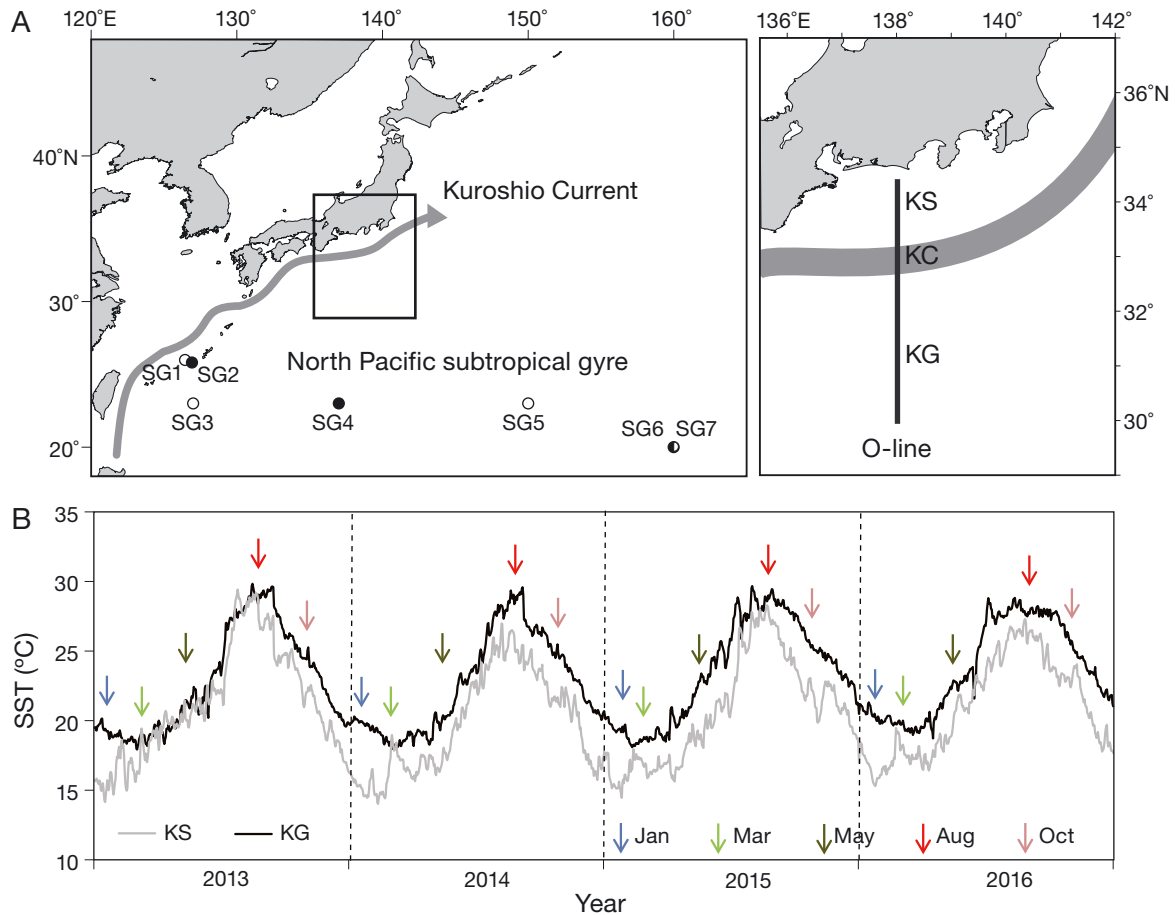 A
120˚E 130˚ 140˚ 150˚ 160˚
136˚E 138˚ 140˚ 142˚
40˚N
30˚
20˚
Kuroshio Current
North Pacific subtropical gyre
SG1 SG2
SG3 SG4 SG5
SG6 SG7
36˚N
34˚
32˚
30˚
KS
KC
KG
O-line
B
SST (°C)
35
30
25
20
15
10
KS KG
Jan Mar May Aug Oct
2013 2014 2015 2016
Year